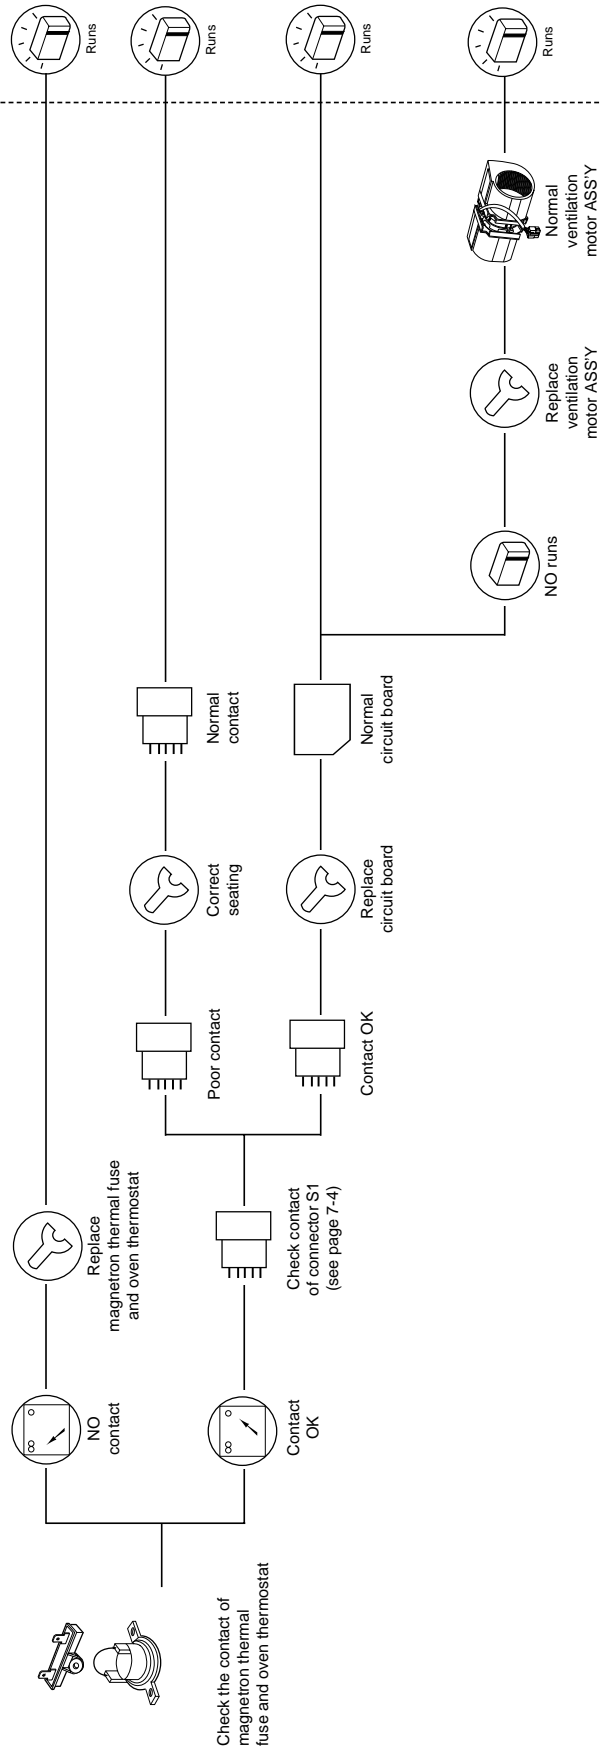 Check the contact of
magnetron thermal
fuse and oven thermostat
NO
contact
Replace
magnetron thermal fuse
and oven thermostat
Runs
Contact
OK
Check contact
of connector S1
(see page 7-4)
Poor contact
Correct
seating
Normal
contact
Runs
Contact OK
Replace
circuit board
Normal
circuit board
Runs
NO runs
Replace
ventilation
motor ASS'Y
Normal
ventilation
motor ASS'Y
Runs